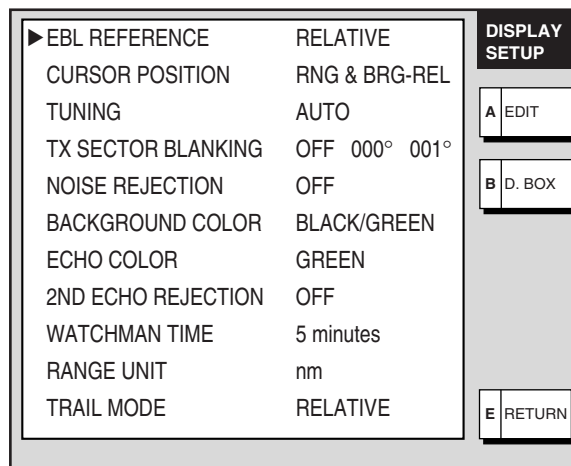 ▶EBL REFERENCE RELATIVE
CURSOR POSITION RNG & BRG-REL
TUNING AUTO
TX SECTOR BLANKING OFF 000° 001°
NOISE REJECTION OFF
BACKGROUND COLOR BLACK/GREEN
ECHO COLOR GREEN
2ND ECHO REJECTION OFF
WATCHMAN TIME 5 minutes
RANGE UNIT nm
TRAIL MODE RELATIVE
DISPLAY
SETUP
A EDIT
B D. BOX
E RETURN